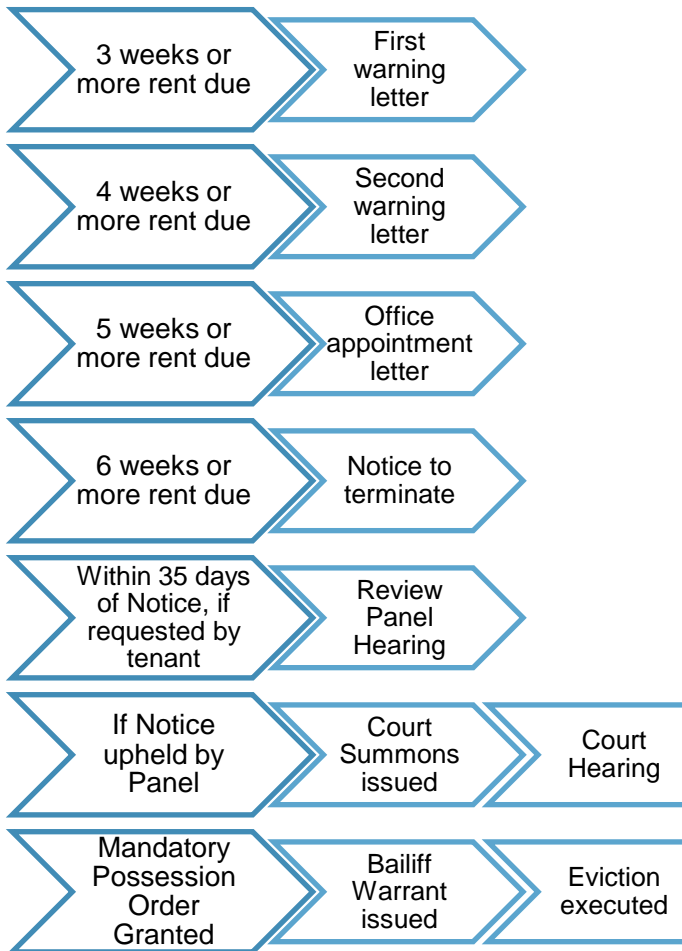 3 weeks or
more rent due
First
warning
letter
4 weeks or
more rent due
Second
warning
letter
5 weeks or
more rent due
Office
appointment
letter
6 weeks or
more rent due
Notice to
terminate
Within 35 days
of Notice, if
requested by
tenant
Review
Panel
Hearing
If Notice
upheld by
Panel
Court
Summons
issued
Court
Hearing
Mandatory
Possession
Order
Granted
Bailiff
Warrant
issued
Eviction
executed